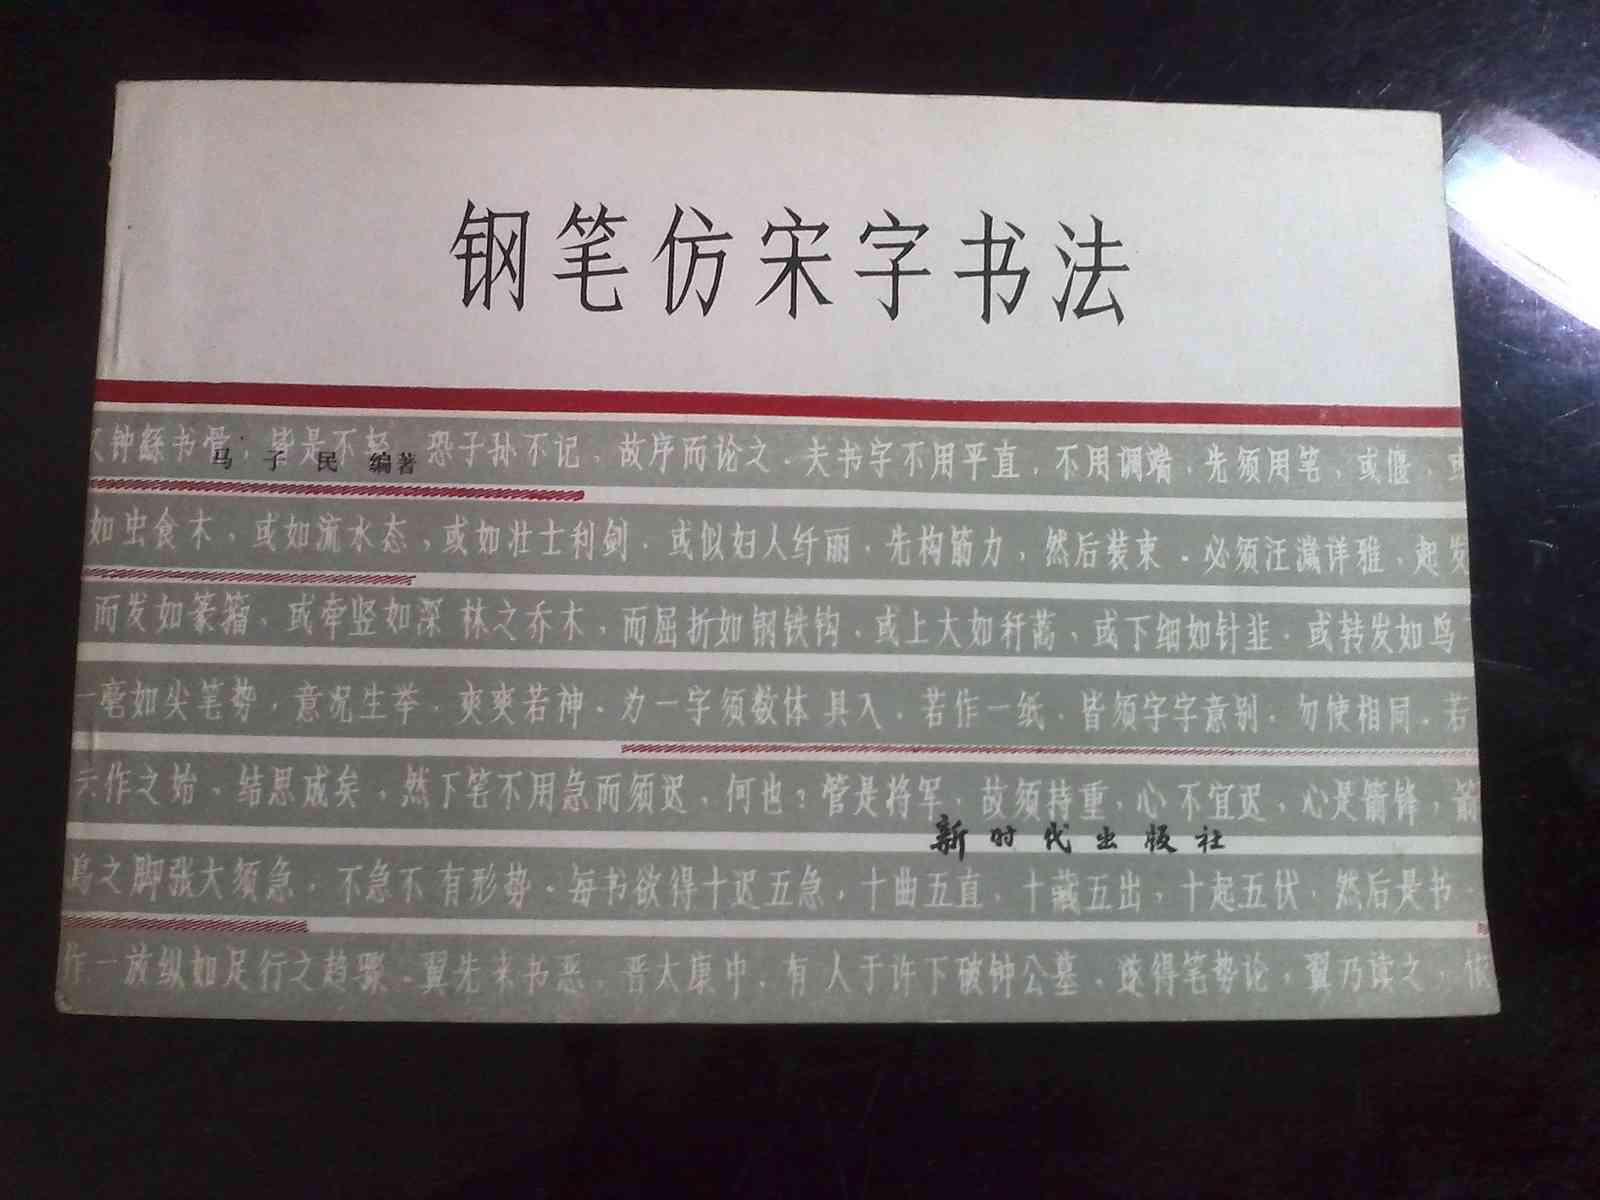 钢笔仿宋字书法
钟繇书骨，皆是不轻，恐子孙不记，故序而论之．夫书字不用平直，不用调端，先须用笔，或偃，或
马子民 编著
如虫食木，或如流水态，或如壮士利剑．或似妇人纤丽．先构筋力，然后装束．必须汪濊详雅，起发
而发如篆籀，或牵竖如深林之乔木，而屈折如钢铁钩．或上大如秆蒿，或下细如针韭．或转发如鸟
一毫如尖笔势，意况生举．爽爽若神．为一字须数体具入．若作一纸．皆须字字意别．勿使相同．若
作之始，结思成矣，然下笔不用急而须迟，何也？管是将军，故须持重，心不宜迟，心是箭锋，箭
新时代出版社
鸟之脚张大须急．不急不有形势．每书欲得十迟五急，十曲五直．十藏五出，十起五伏．然后是书．
作一放纵如足行之趋骤．翼先来书恶．晋太康中．有人于许下破钟公墓．遂得笔势论，翼乃读之，依